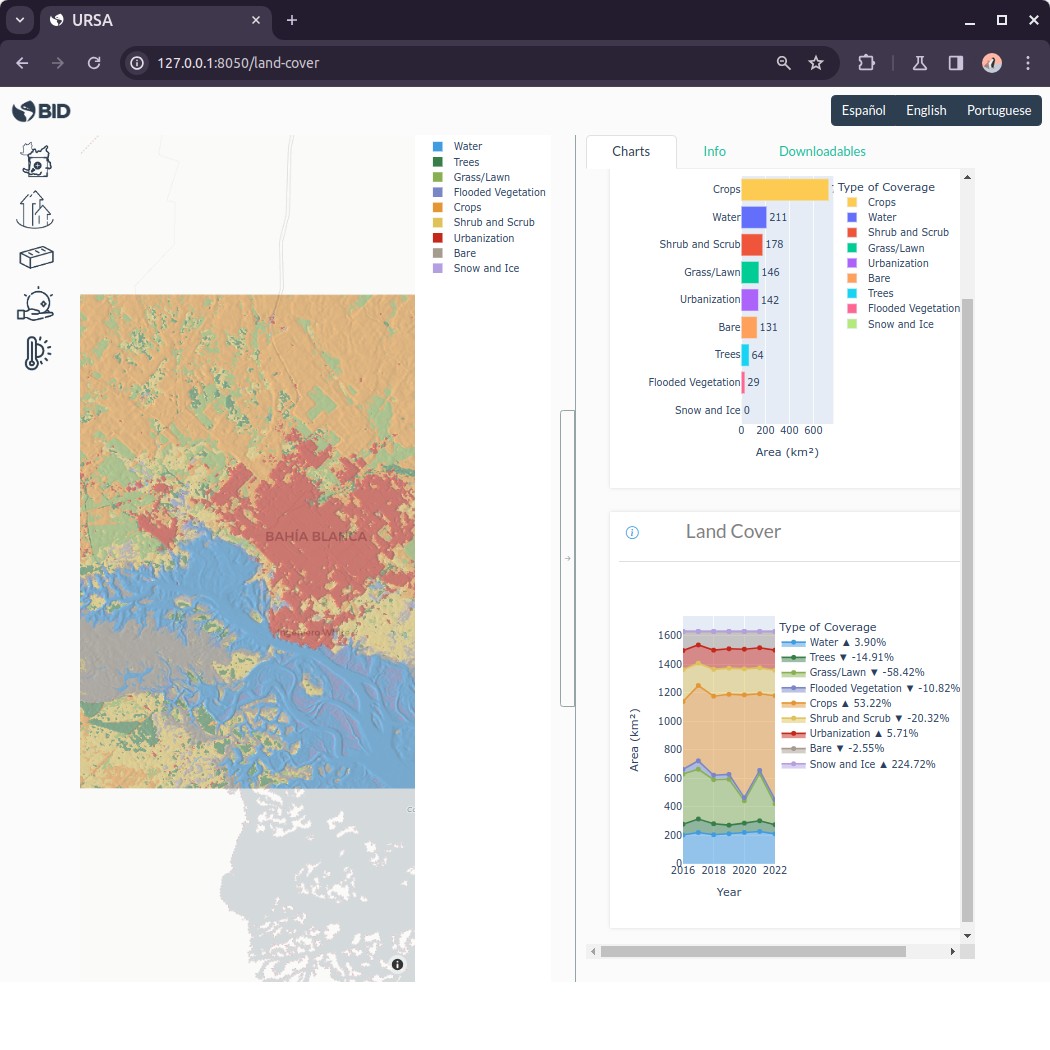 URSA
127.0.0.1:8050/land-cover
BID
Español English Portuguese
Water
Trees
Grass/Lawn
Flooded Vegetation
Crops
Shrub and Scrub
Urbanization
Bare
Snow and Ice
BAHÍA BLANCA
Charts Info Downloadables
Crops
Water 211
Shrub and Scrub 178
Grass/Lawn 146
Urbanization 142
Bare 131
Trees 64
Flooded Vegetation 29
Snow and Ice 0
0 200 400 600
Area (km²)
Type of Coverage
Crops
Water
Shrub and Scrub
Grass/Lawn
Urbanization
Bare
Trees
Flooded Vegetation
Snow and Ice
Land Cover
1600
1400
1200
1000
800
600
400
200
0
Area (km²)
2016 2018 2020 2022
Year
Type of Coverage
Water ▲ 3.90%
Trees ▼ -14.91%
Grass/Lawn ▼ -58.42%
Flooded Vegetation ▼ -10.82%
Crops ▲ 53.22%
Shrub and Scrub ▼ -20.32%
Urbanization ▲ 5.71%
Bare ▼ -2.55%
Snow and Ice ▲ 224.72%